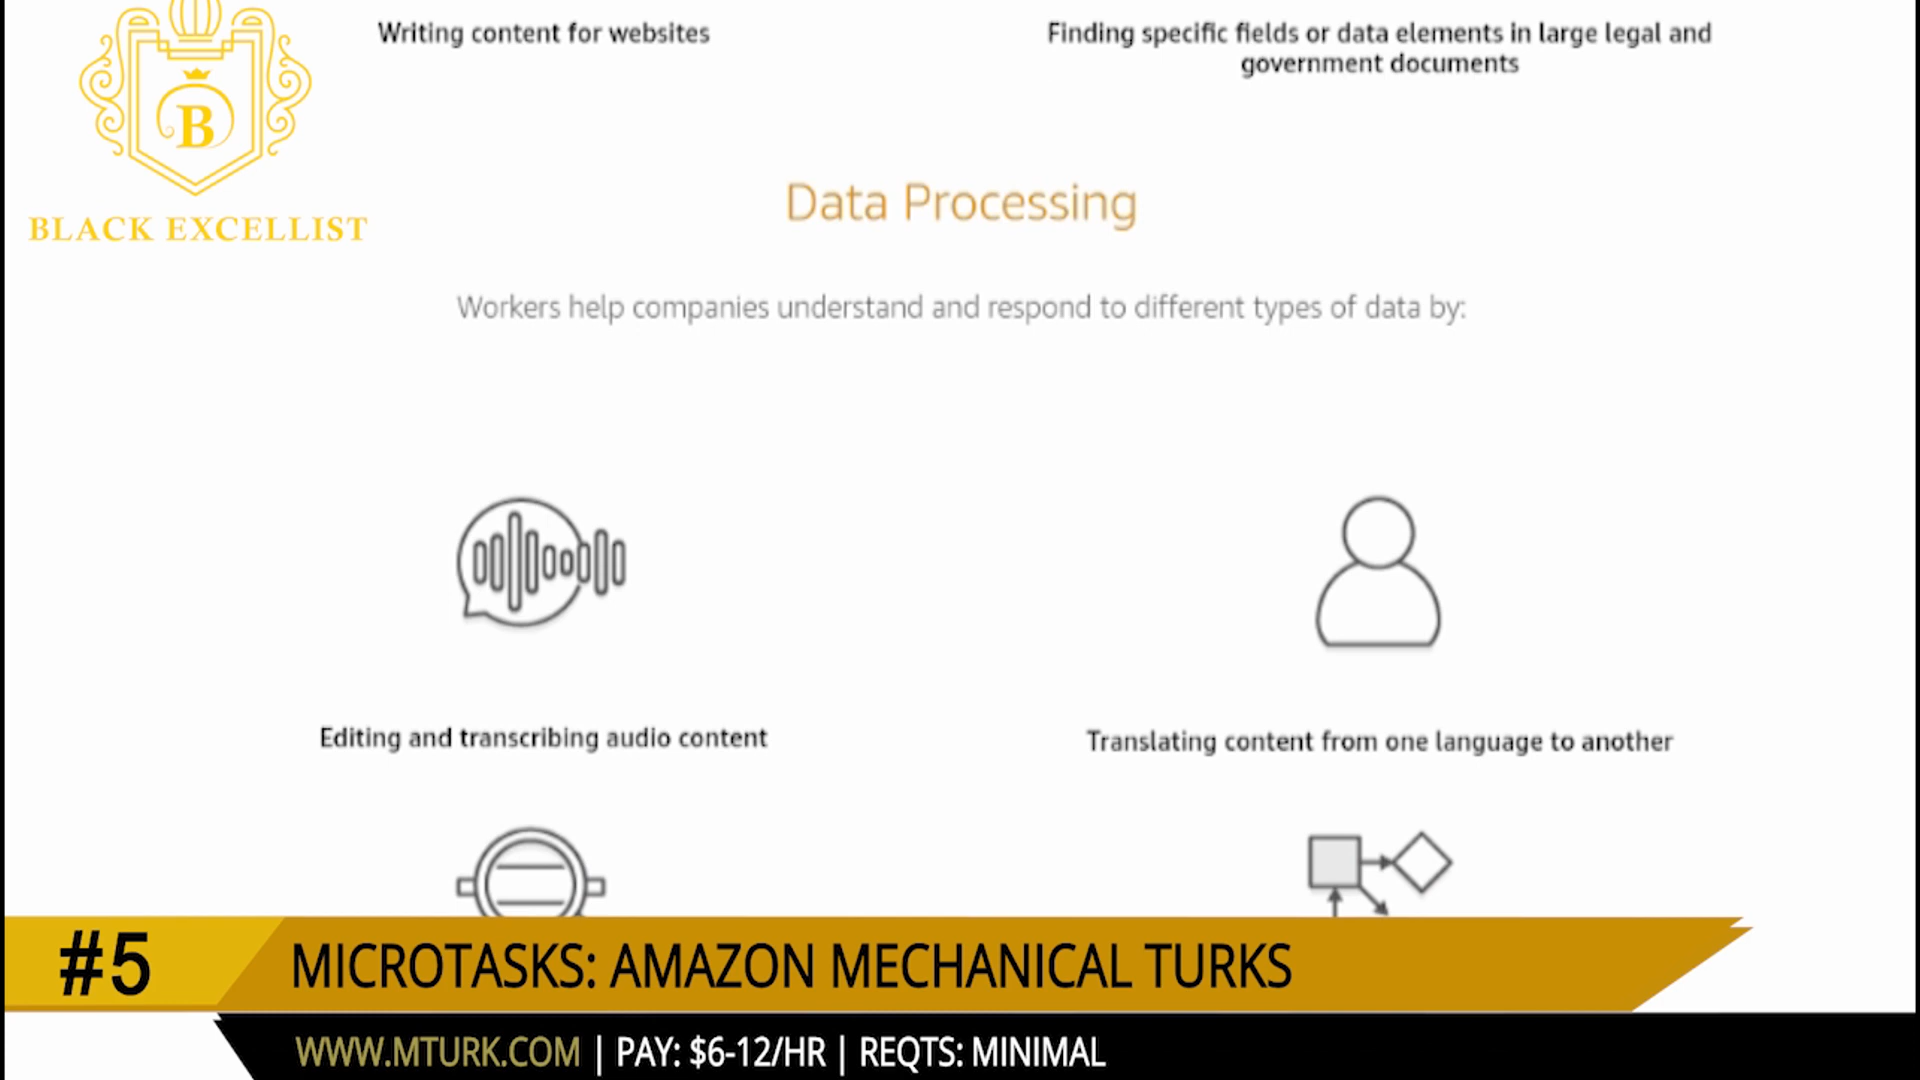 Writing content for websites
Finding specific fields or data elements in large legal and
government documents
B
BLACK EXCELLIST
Data Processing
Workers help companies understand and respond to different types of data by:
Editing and transcribing audio content
Translating content from one language to another
#5
MICROTASKS: AMAZON MECHANICAL TURKS
WWW.MTURK.COM | PAY: $6-12/HR | REQTS: MINIMAL